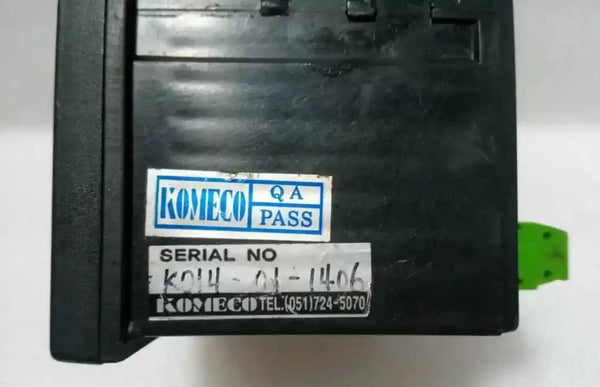 KOMECO
QA
PASS
SERIAL NO
K014-01-1406
KOMECO TEL.(051)724-5070